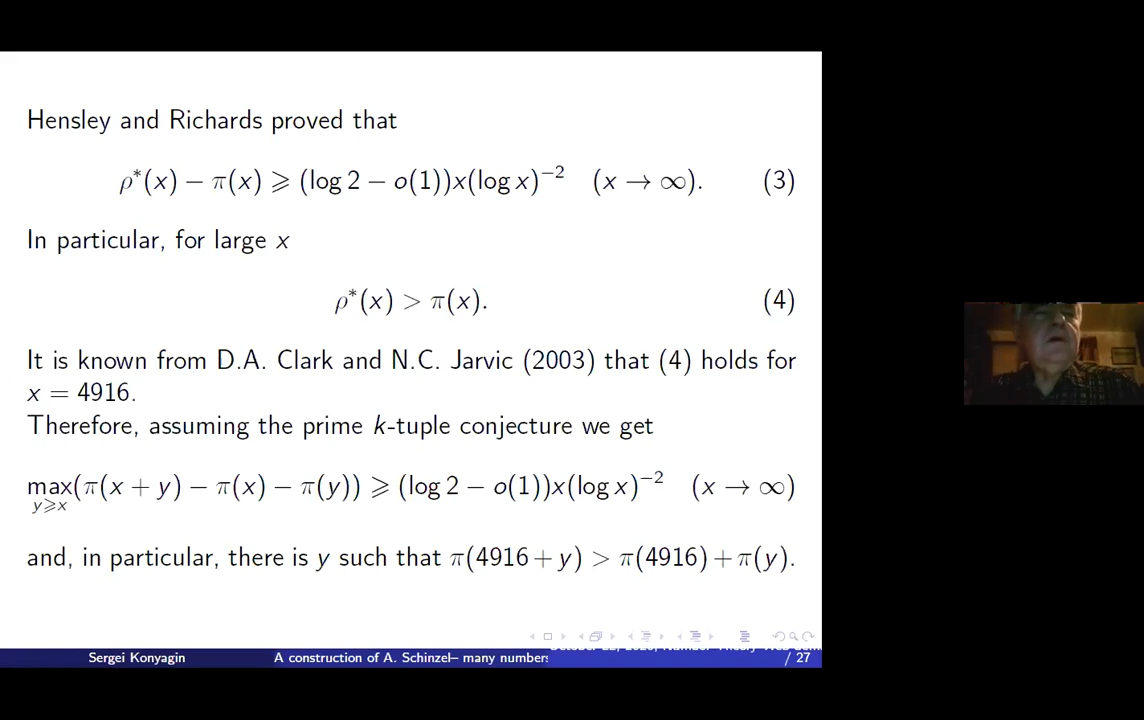 Hensley and Richards proved that
ρ*(x) − π(x) ⩾ (log 2 − o(1))x(log x)⁻² (x → ∞). (3)
In particular, for large x
ρ*(x) > π(x). (4)
It is known from D.A. Clark and N.C. Jarvic (2003) that (4) holds for
x = 4916.
Therefore, assuming the prime k-tuple conjecture we get
max(π(x + y) − π(x) − π(y)) ⩾ (log 2 − o(1))x(log x)⁻² (x → ∞)
y⩾x
and, in particular, there is y such that π(4916 + y) > π(4916) + π(y).
Sergei Konyagin A construction of A. Schinzel– many numbers
/ 27